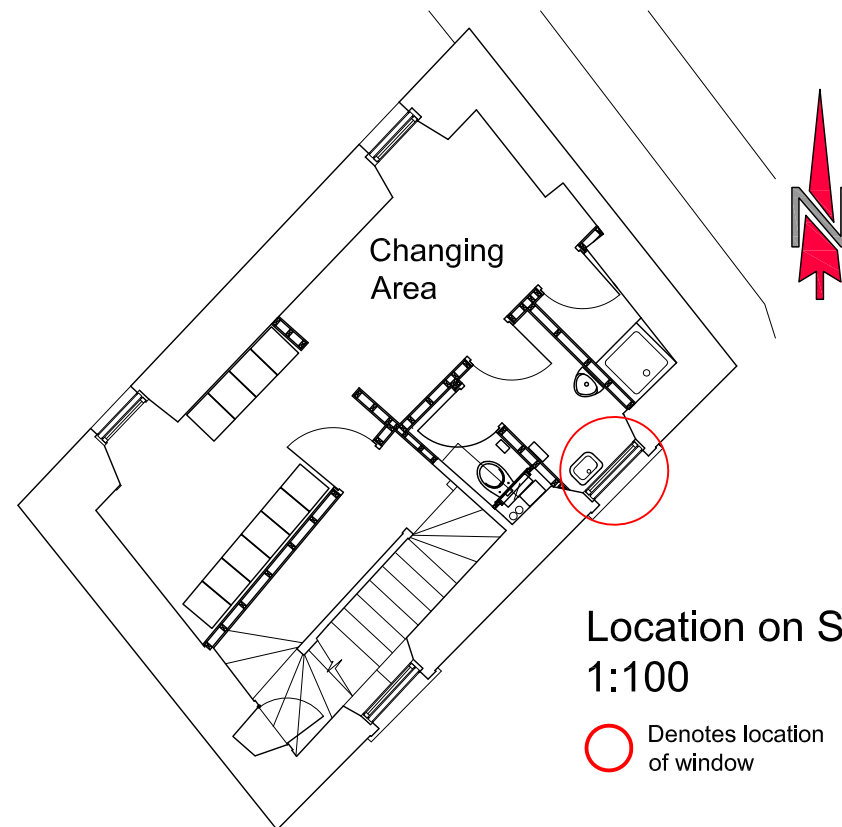 Changing
Area
N
Location on S
1:100
Denotes location
of window